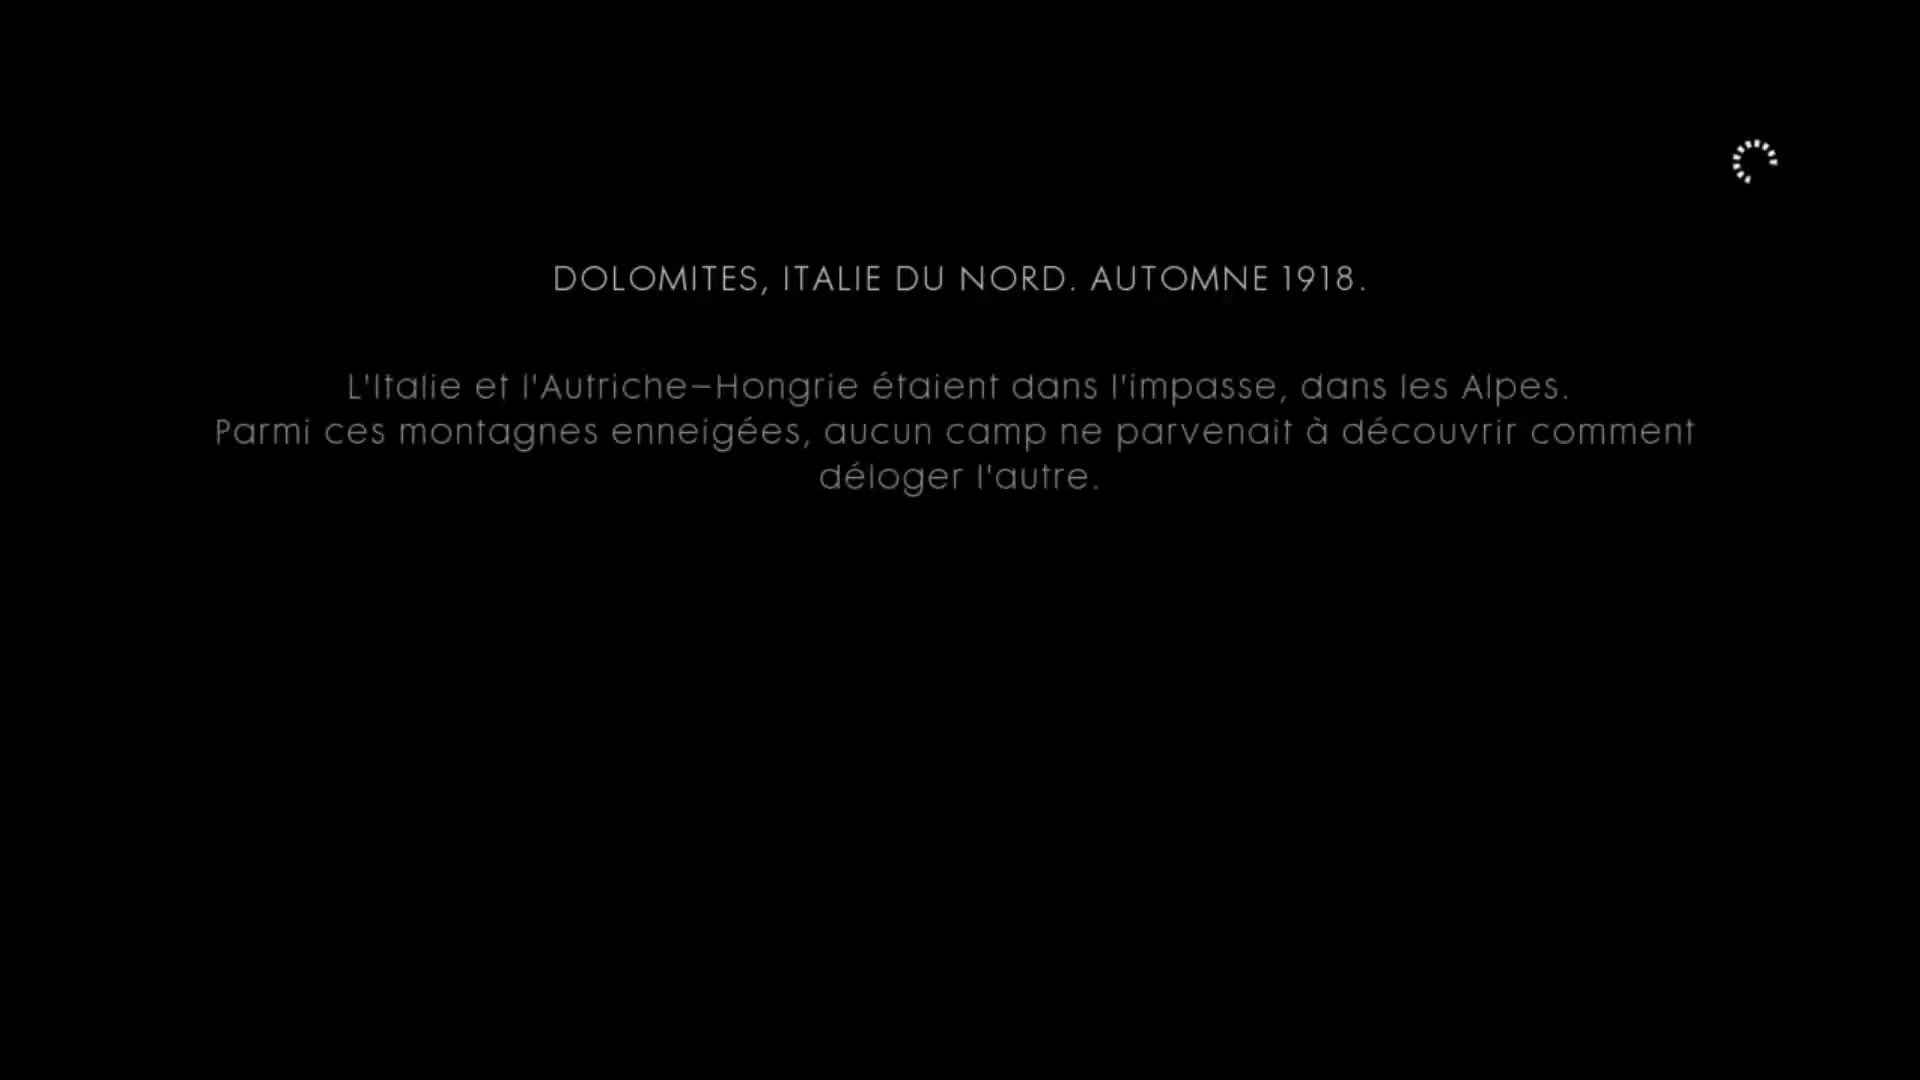 DOLOMITES, ITALIE DU NORD. AUTOMNE 1918.
L'Italie et l'Autriche-Hongrie étaient dans l'impasse, dans les Alpes.
Parmi ces montagnes enneigées, aucun camp ne parvenait à découvrir comment
déloger l'autre.